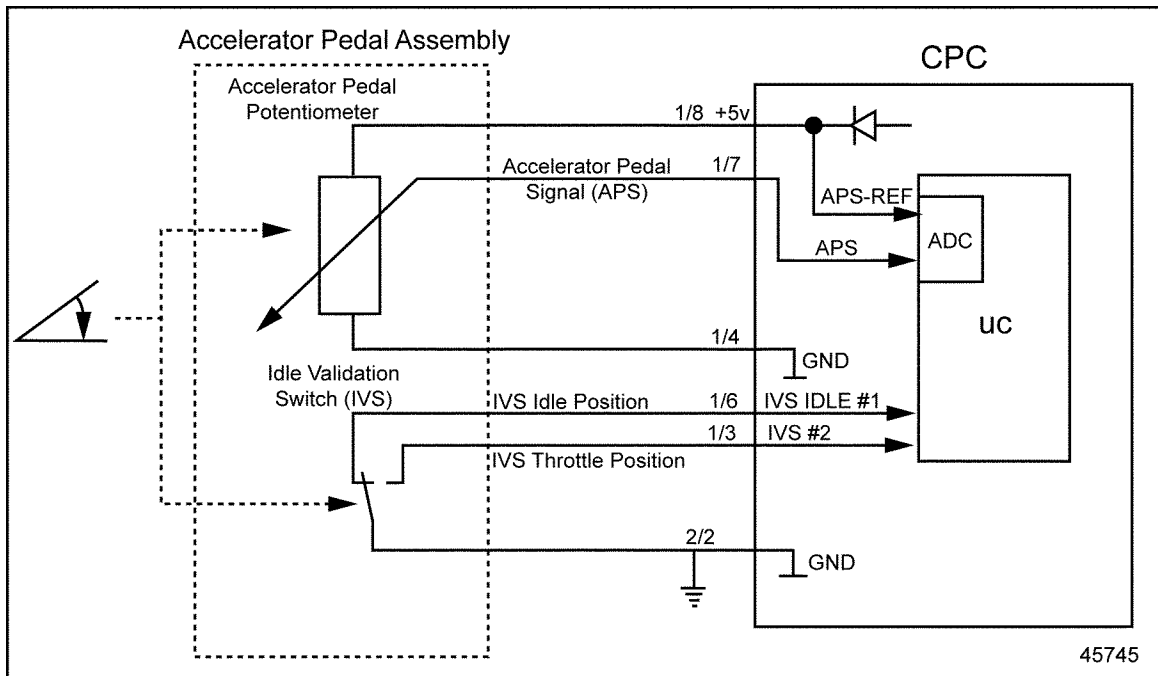 Accelerator Pedal Assembly
CPC
Accelerator Pedal
Potentiometer
1/8 +5v
Accelerator Pedal
Signal (APS)
1/7
APS-REF
ADC
APS
uc
1/4
GND
Idle Validation
Switch (IVS)
IVS Idle Position
1/6
IVS IDLE #1
1/3
IVS #2
IVS Throttle Position
2/2
GND
45745